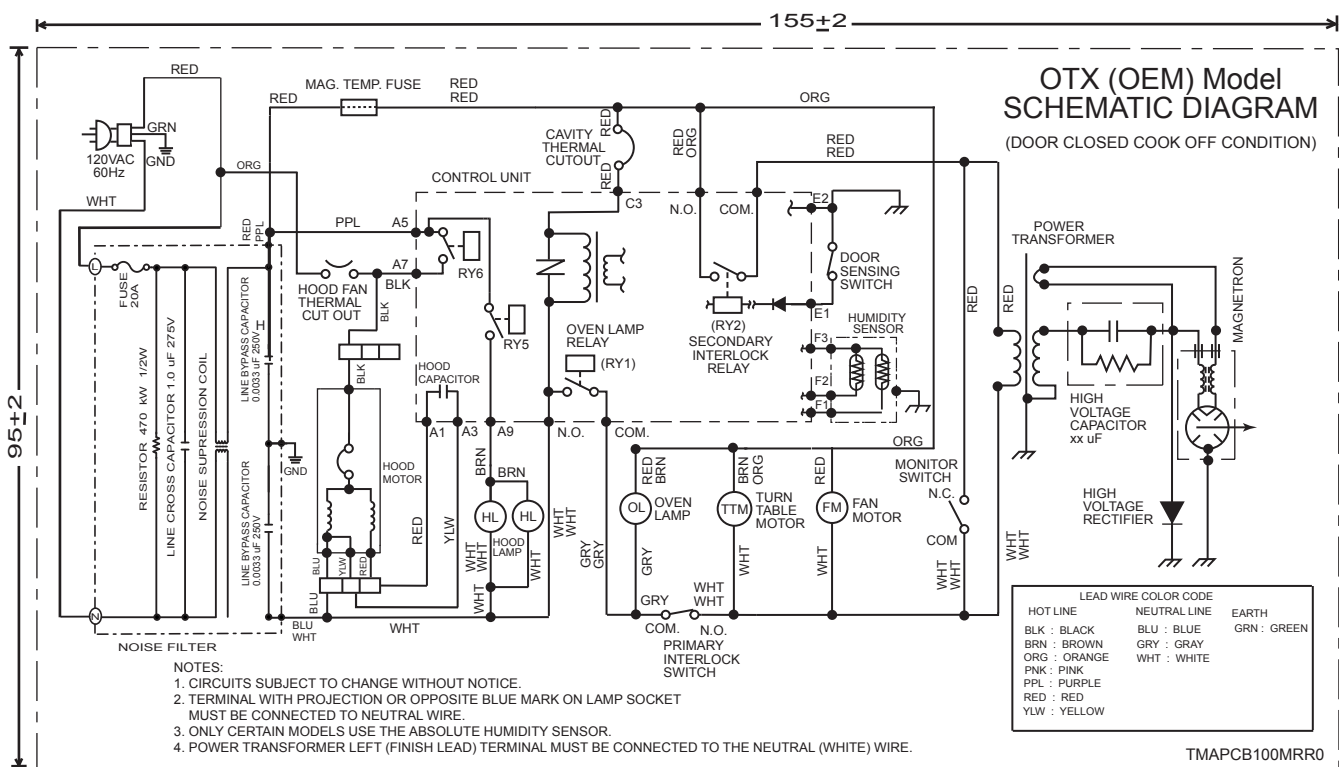 155±2
95±2
OTX (OEM) Model
SCHEMATIC DIAGRAM
(DOOR CLOSED COOK OFF CONDITION)
RED
GRN
GND
120VAC
60Hz
WHT
ORG
RED
MAG. TEMP. FUSE
RED
RED
ORG
CAVITY
THERMAL
CUTOUT
RED
RED
RED
ORG
RED
RED
CONTROL UNIT
C3
N.O.
COM.
E2
RED
PPL
PPL
A5
A7
BLK
RY6
HOOD FAN
THERMAL
CUT OUT
BLK
RY5
OVEN LAMP
RELAY
(RY1)
(RY2)
SECONDARY
INTERLOCK
RELAY
DOOR
SENSING
SWITCH
E1
HUMIDITY
SENSOR
F3
F2
F1
POWER
TRANSFORMER
RED
RED
MAGNETRON
HIGH
VOLTAGE
CAPACITOR
xx uF
HIGH
VOLTAGE
RECTIFIER
L
FUSE
20A
RESISTOR 470 kW 1/2W
LINE CROSS CAPACITOR 1.0 uF 275V
NOISE SUPRESSION COIL
LINE BYPASS CAPACITOR
0.0033 uF 250V
H
LINE BYPASS CAPACITOR
0.0033 uF 250V
GND
N
NOISE FILTER
BLK
HOOD
CAPACITOR
HOOD
MOTOR
A1
A3
A9
N.O.
COM.
BLU
YLW
RED
BLU
RED
YLW
BRN
BRN
HL
HL
HOOD
LAMP
WHT
WHT
WHT
WHT
WHT
WHT
GRY
GRY
BLU
WHT
WHT
RED
BRN
OL
OVEN
LAMP
GRY
BRN
ORG
TTM
TURN
TABLE
MOTOR
WHT
RED
FM
FAN
MOTOR
WHT
ORG
MONITOR
SWITCH
N.C.
COM
WHT
WHT
WHT
WHT
GRY
WHT
WHT
COM.
N.O.
PRIMARY
INTERLOCK
SWITCH
LEAD WIRE COLOR CODE
HOT LINE NEUTRAL LINE EARTH
BLK : BLACK BLU : BLUE GRN : GREEN
BRN : BROWN GRY : GRAY
ORG : ORANGE WHT : WHITE
PNK : PINK
PPL : PURPLE
RED : RED
YLW : YELLOW
NOTES:
1. CIRCUITS SUBJECT TO CHANGE WITHOUT NOTICE.
2. TERMINAL WITH PROJECTION OR OPPOSITE BLUE MARK ON LAMP SOCKET
MUST BE CONNECTED TO NEUTRAL WIRE.
3. ONLY CERTAIN MODELS USE THE ABSOLUTE HUMIDITY SENSOR.
4. POWER TRANSFORMER LEFT (FINISH LEAD) TERMINAL MUST BE CONNECTED TO THE NEUTRAL (WHITE) WIRE.
TMAPCB100MRR0